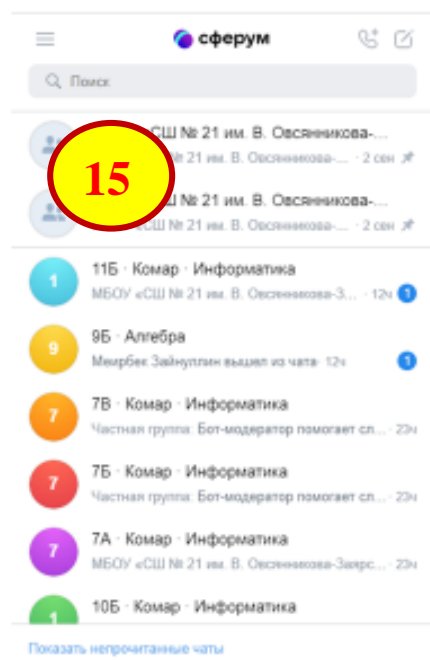 сферум
Поиск
СШ № 21 им. В. Овсянникова-...
№ 21 им. В. Овсянникова-... · 2 сен
15
СШ № 21 им. В. Овсянникова-...
«СШ № 21 им. В. Овсянникова-... · 2 сен
1
11Б · Комар · Информатика
МБОУ «СШ № 21 им. В. Овсянникова-З... · 12ч 1
9
9Б · Алгебра
Меирбек Зайнуллин вышел из чата · 12ч 1
7
7В · Комар · Информатика
Частная группа: Бот-модератор помогает сл... · 23ч
7
7Б · Комар · Информатика
Частная группа: Бот-модератор помогает сл... · 23ч
7
7А · Комар · Информатика
МБОУ «СШ № 21 им. В. Овсянникова-Заярс... · 23ч
1
10Б · Комар · Информатика
Показать непрочитанные чаты